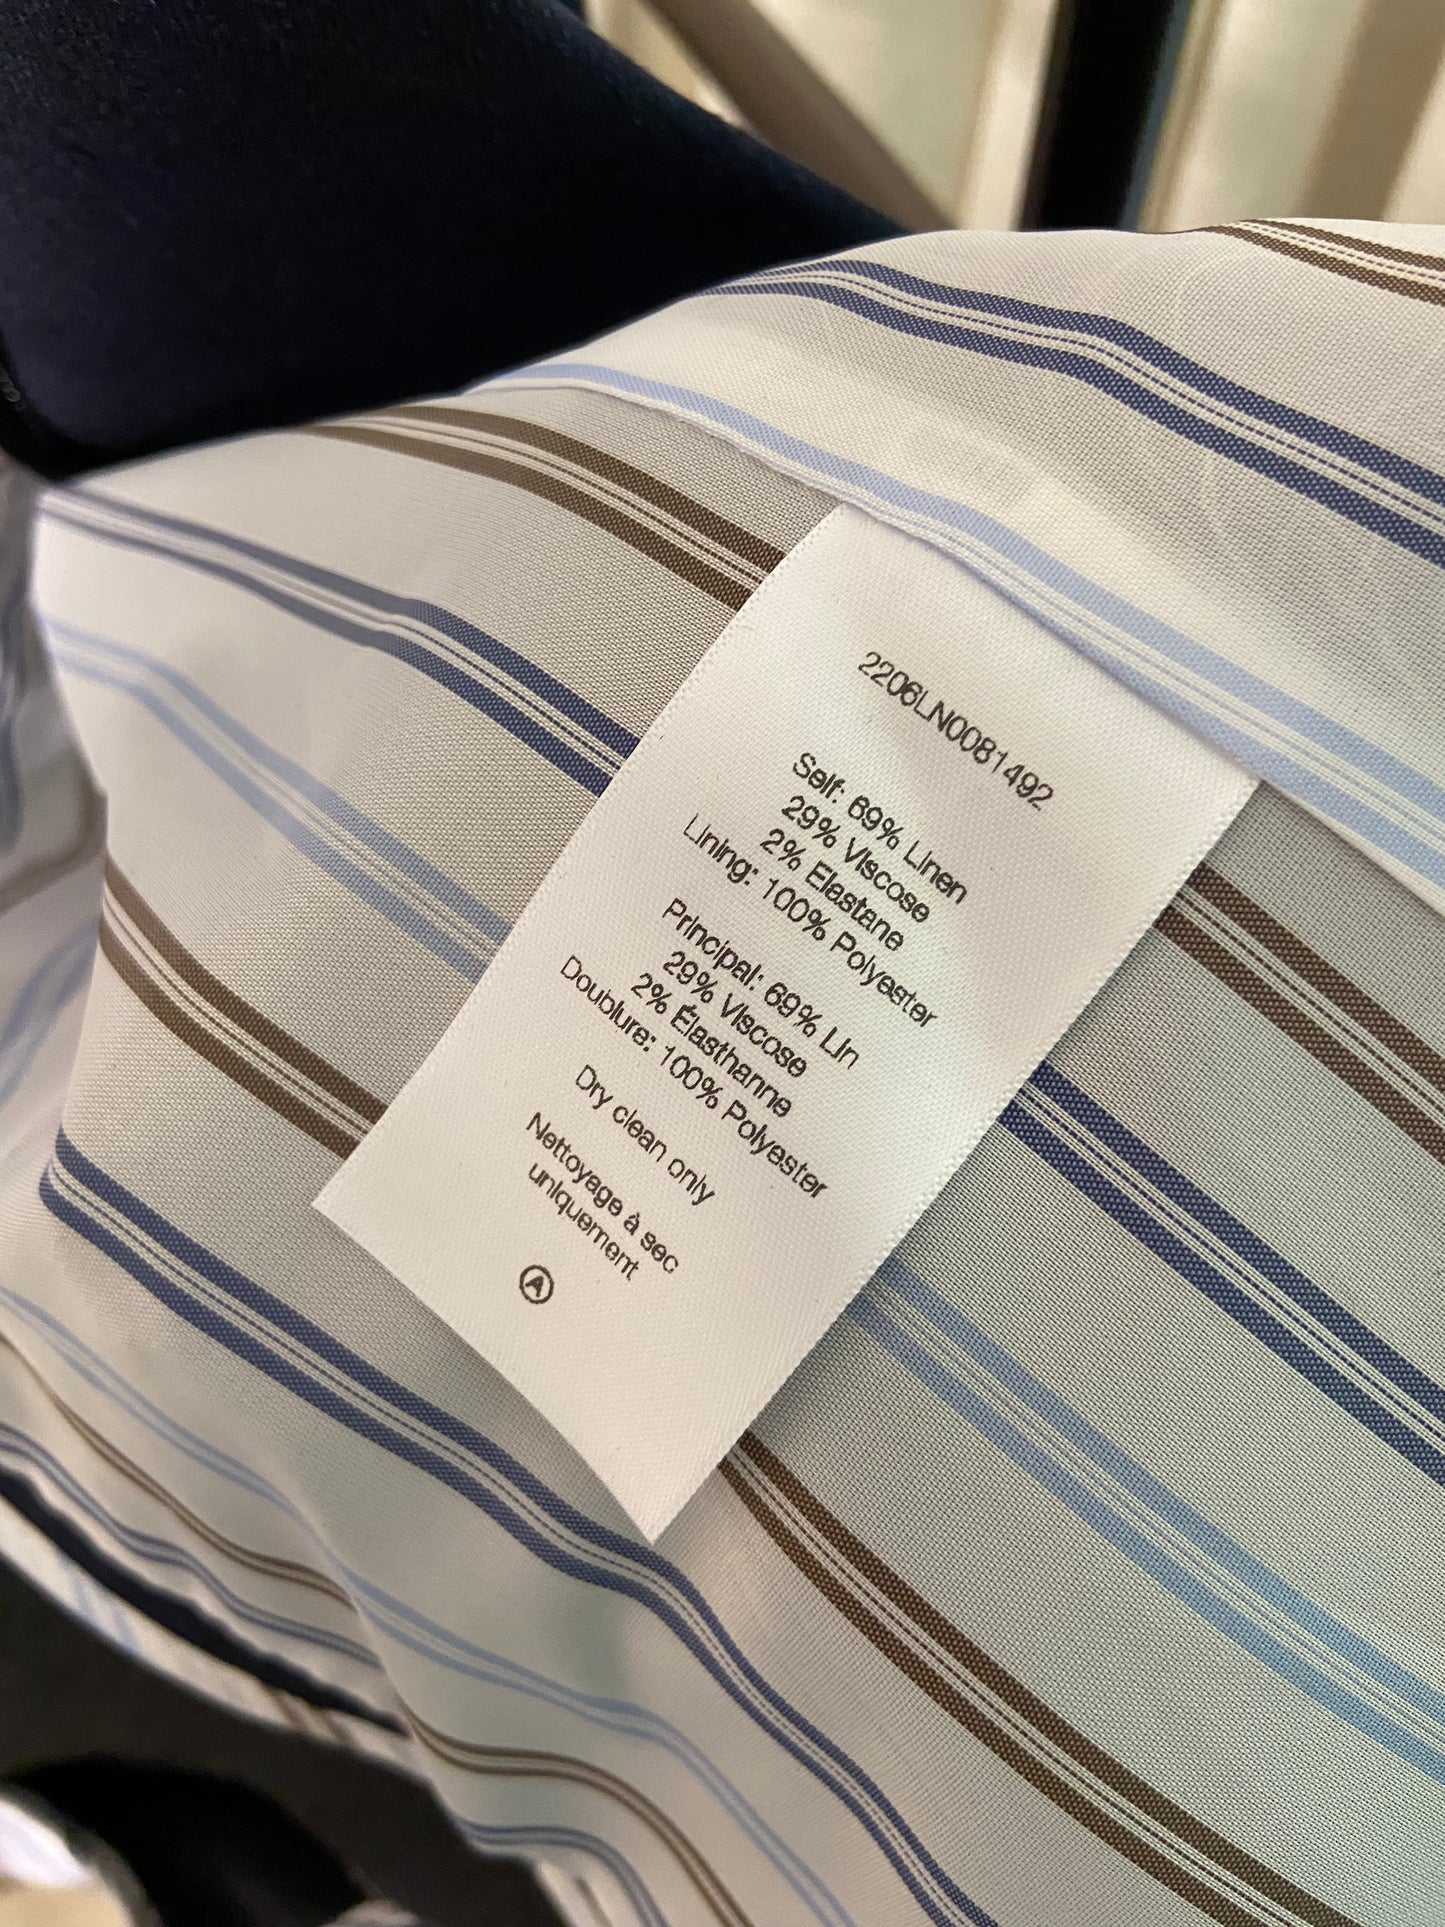 2206LN0081492
Self: 69% Linen
29% Viscose
2% Elastane
Lining: 100% Polyester
Principal: 69% Lin
29% Viscose
2% Élasthanne
Doublure: 100% Polyester
Dry clean only
Nettoyage à sec
uniquement
A